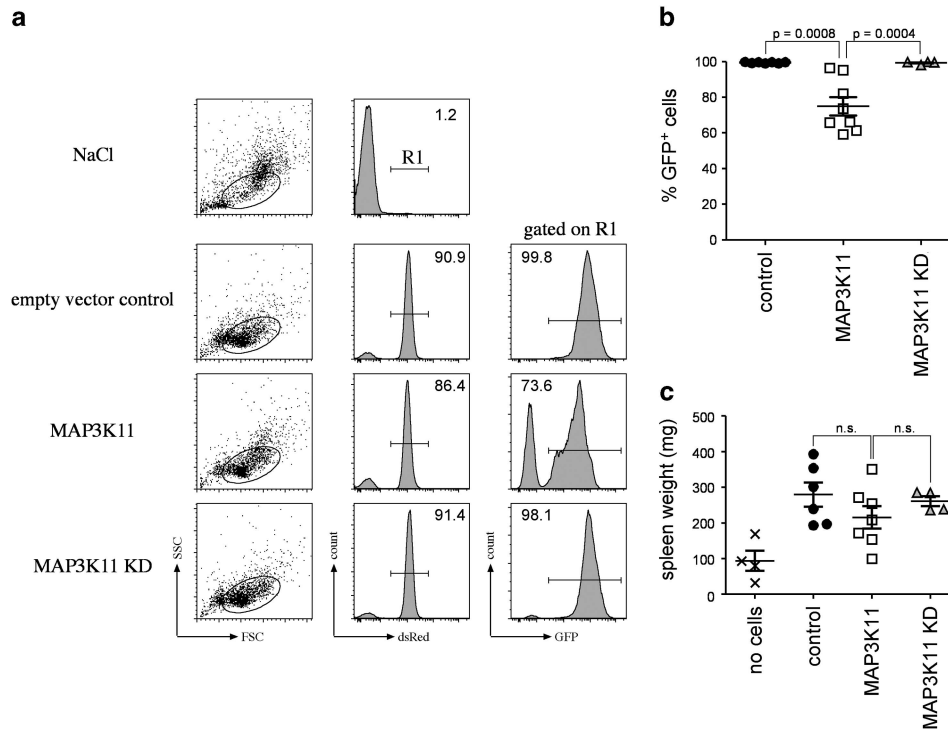 a
NaCl
1.2
R1
gated on R1
empty vector control
90.9
99.8
MAP3K11
86.4
73.6
MAP3K11 KD
91.4
98.1
SSC
FSC
count
dsRed
count
GFP
b
p = 0.0008
p = 0.0004
% GFP+ cells
100
80
60
40
20
0
control
MAP3K11
MAP3K11 KD
c
n.s.
n.s.
spleen weight (mg)
500
400
300
200
100
0
no cells
control
MAP3K11
MAP3K11 KD